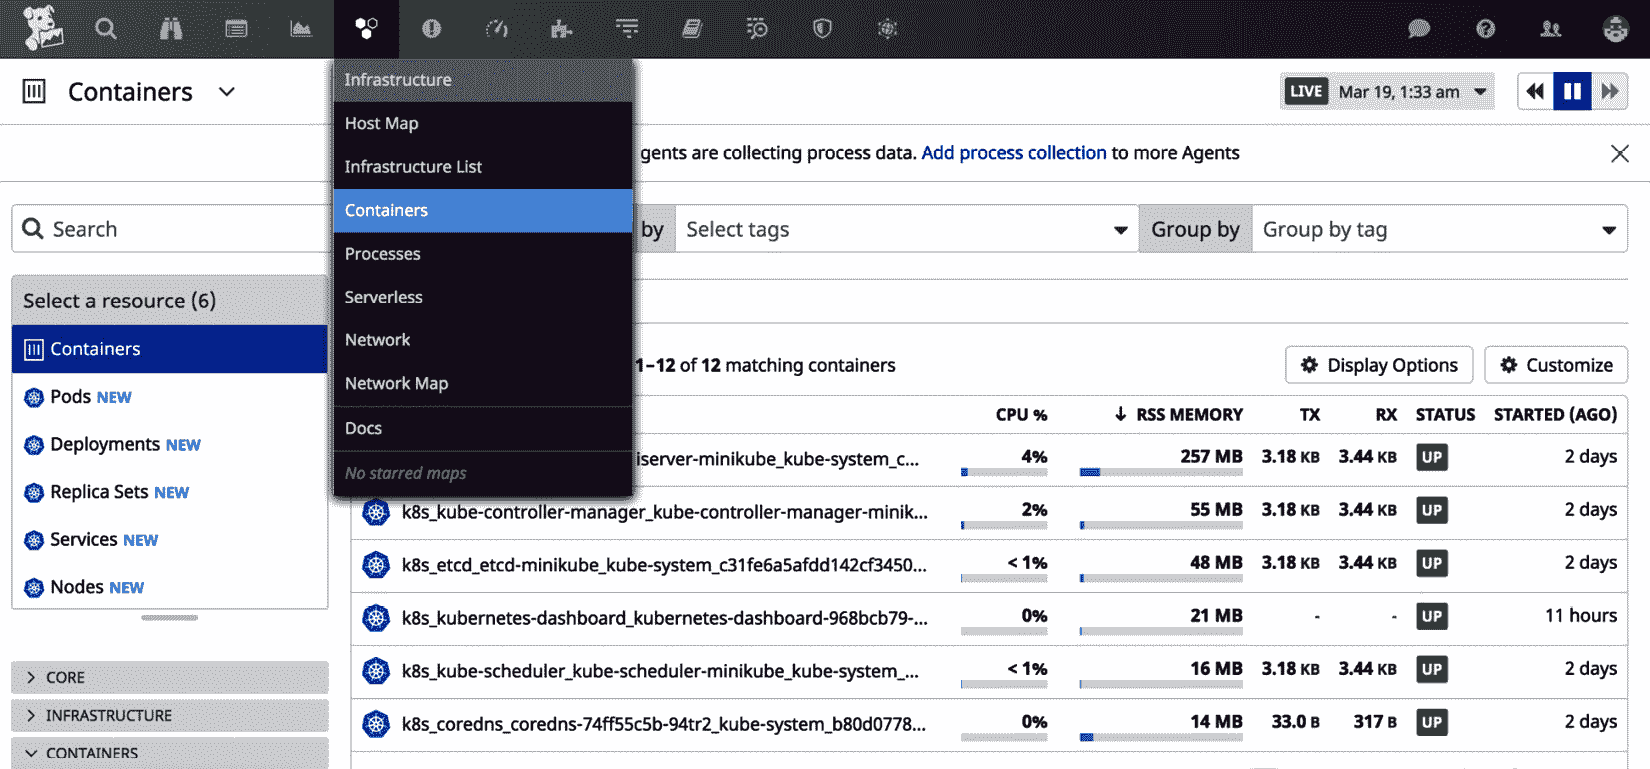 Containers
LIVE Mar 19, 1:33 am
Infrastructure
Host Map
Infrastructure List
Containers
Processes
Serverless
Network
Network Map
Docs
No starred maps
gents are collecting process data. Add process collection to more Agents
Search
by Select tags
Group by Group by tag
Select a resource (6)
Containers
Pods NEW
Deployments NEW
Replica Sets NEW
Services NEW
Nodes NEW
CORE
INFRASTRUCTURE
CONTAINERS
1–12 of 12 matching containers
Display Options
Customize
CPU % ↓ RSS MEMORY TX RX STATUS STARTED (AGO)
iserver-minikube_kube-system_c... 4% 257 MB 3.18 KB 3.44 KB UP 2 days
k8s_kube-controller-manager_kube-controller-manager-minik... 2% 55 MB 3.18 KB 3.44 KB UP 2 days
k8s_etcd_etcd-minikube_kube-system_c31fe6a5afdd142cf3450... < 1% 48 MB 3.18 KB 3.44 KB UP 2 days
k8s_kubernetes-dashboard_kubernetes-dashboard-968bcb79-... 0% 21 MB - - UP 11 hours
k8s_kube-scheduler_kube-scheduler-minikube_kube-system_... < 1% 16 MB 3.18 KB 3.44 KB UP 2 days
k8s_coredns_coredns-74ff55c5b-94tr2_kube-system_b80d0778... 0% 14 MB 33.0 B 317 B UP 2 days